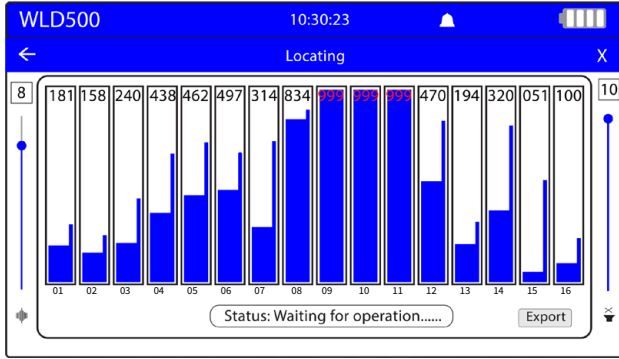 WLD500 10:30:23
Locating X
8 181 158 240 438 462 497 314 834 999 999 999 470 194 320 051 100 10
01 02 03 04 05 06 07 08 09 10 11 12 13 14 15 16
Status: Waiting for operation...... Export